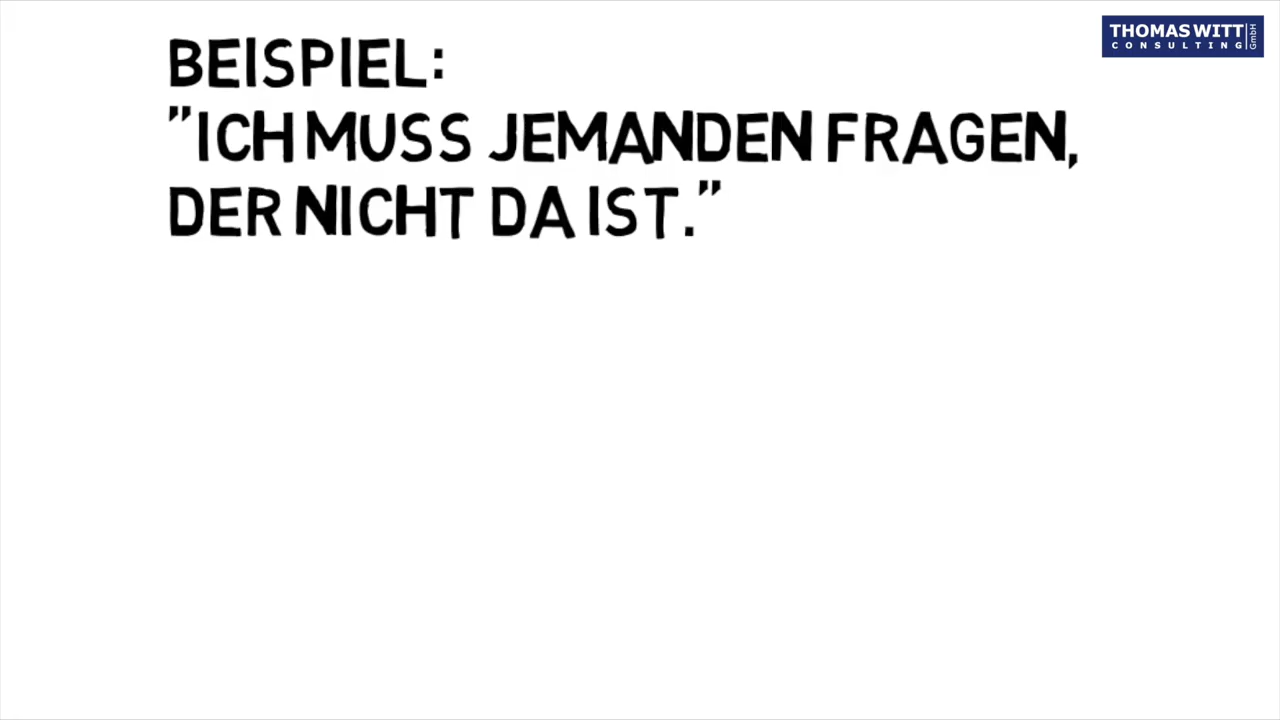 THOMAS WITT
CONSULTING
GmbH
BEISPIEL:
"ICH MUSS JEMANDEN FRAGEN,
DER NICHT DA IST."